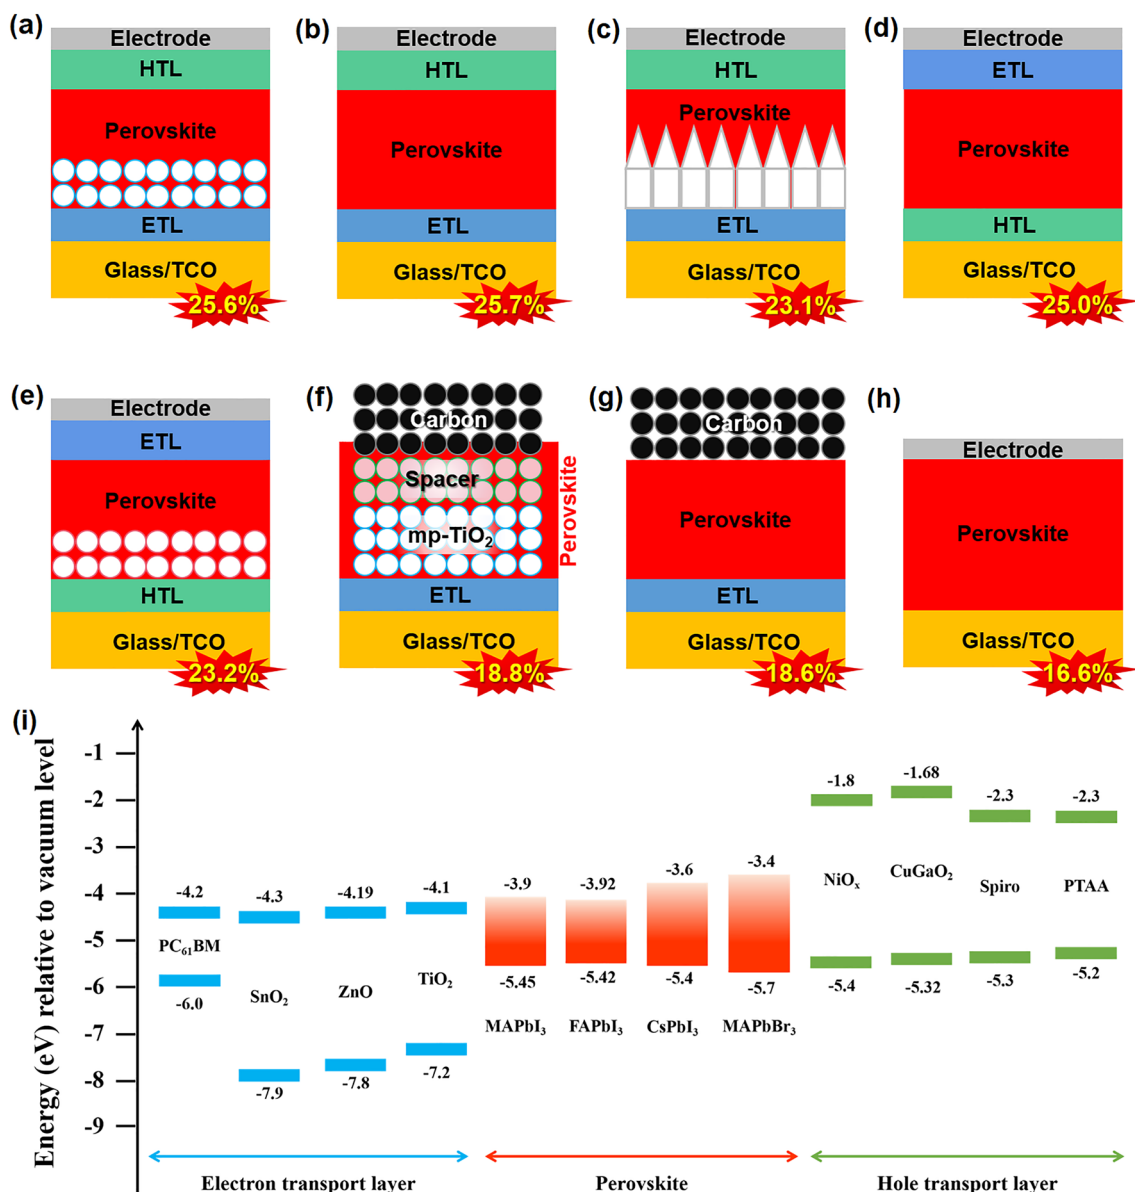 (a)
Electrode
HTL
Perovskite
ETL
Glass/TCO
25.6%
(b)
Electrode
HTL
Perovskite
ETL
Glass/TCO
25.7%
(c)
Electrode
HTL
Perovskite
ETL
Glass/TCO
23.1%
(d)
Electrode
ETL
Perovskite
HTL
Glass/TCO
25.0%
(e)
Electrode
ETL
Perovskite
HTL
Glass/TCO
23.2%
(f)
Carbon
Spacer
mp-TiO₂
Perovskite
ETL
Glass/TCO
18.8%
(g)
Carbon
Perovskite
ETL
Glass/TCO
18.6%
(h)
Electrode
Perovskite
Glass/TCO
16.6%
(i)
Energy (eV) relative to vacuum level
-1
-2
-3
-4
-5
-6
-7
-8
-9
-4.2
PC₆₁BM
-6.0
-4.3
SnO₂
-7.9
-4.19
ZnO
-7.8
-4.1
TiO₂
-7.2
-3.9
-5.45
MAPbI₃
-3.92
-5.42
FAPbI₃
-3.6
-5.4
CsPbI₃
-3.4
-5.7
MAPbBr₃
-1.8
NiOₓ
-5.4
-1.68
CuGaO₂
-5.32
-2.3
Spiro
-5.3
-2.3
PTAA
-5.2
Electron transport layer
Perovskite
Hole transport layer